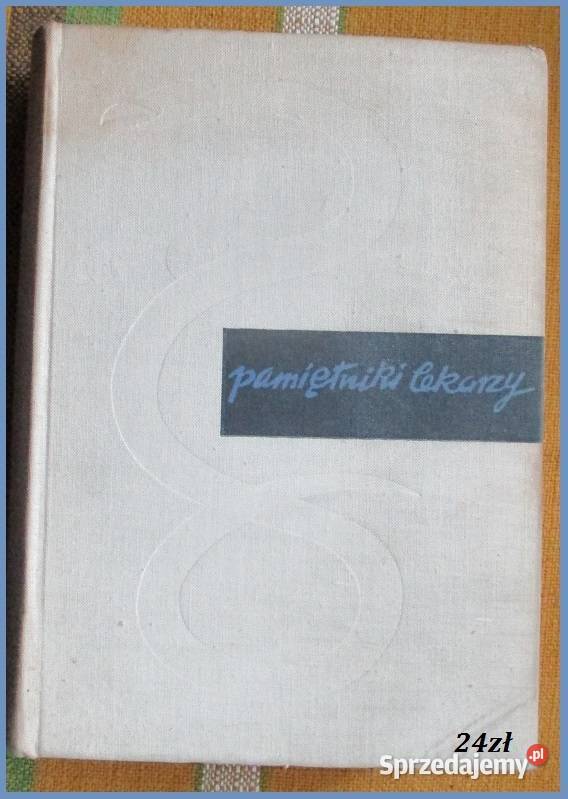 pamiętniki lekarzy
24zł
Sprzedajemy.pl